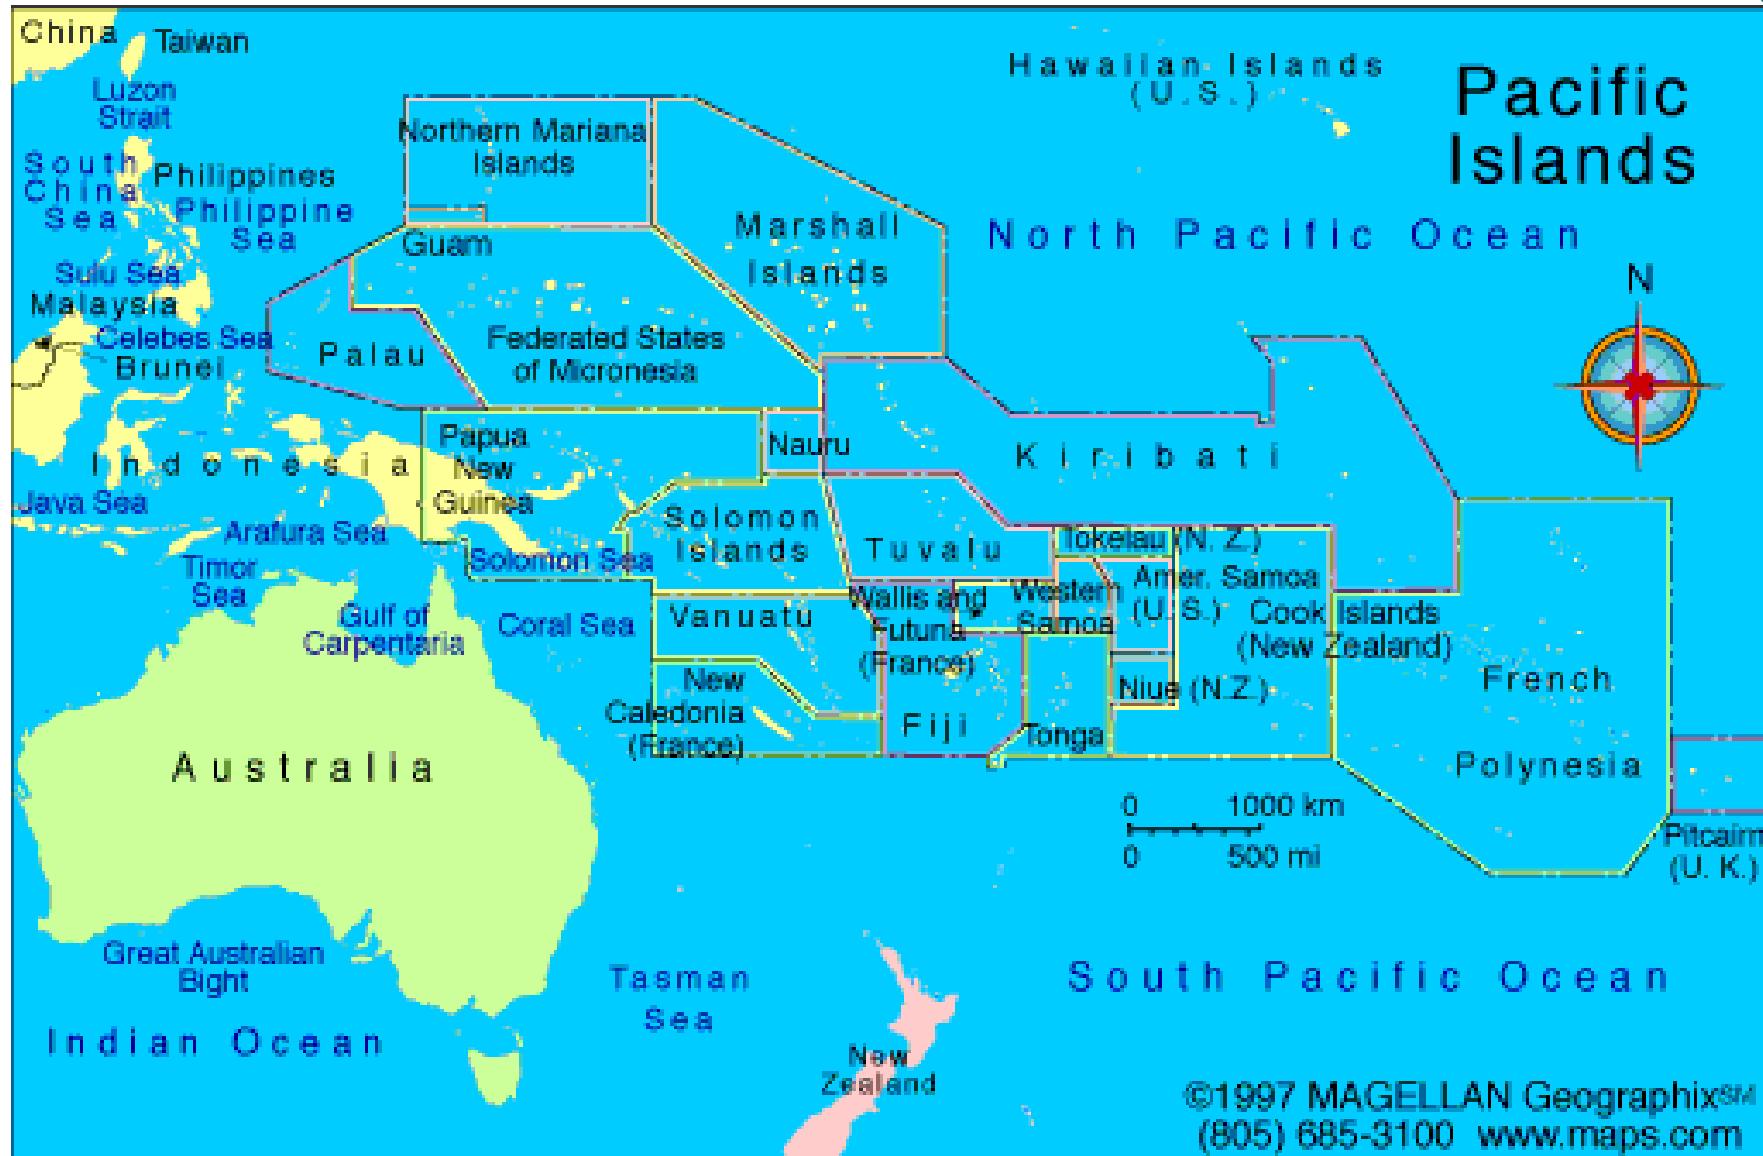 China
Taiwan
Luzon
Strait
Hawaiian Islands
(U.S.)
Pacific
Islands
Northern Mariana
Islands
South
China
Sea
Philippines
Philippine
Sea
Guam
Marshall
Islands
North Pacific Ocean
N
Sulu Sea
Malaysia
Celebes Sea
Brunei
Palau
Federated States
of Micronesia
Papua
New
Guinea
Nauru
Kiribati
Indonesia
Java Sea
Arafura Sea
Solomon
Islands
Solomon Sea
Tuvalu
Tokelau (N. Z.)
Timor
Sea
Gulf of
Carpentaria
Coral Sea
Vanuatu
Wallis and
Futuna
(France)
Western
Samoa
Amer. Samoa
(U. S.)
Cook Islands
(New Zealand)
New
Caledonia
(France)
Fiji
Tonga
Niue (N.Z.)
French
Polynesia
Australia
0 1000 km
0 500 mi
Pitcairn
(U. K.)
Great Australian
Bight
Tasman
Sea
South Pacific Ocean
Indian Ocean
New
Zealand
©1997 MAGELLAN Geographix℠
(805) 685-3100 www.maps.com